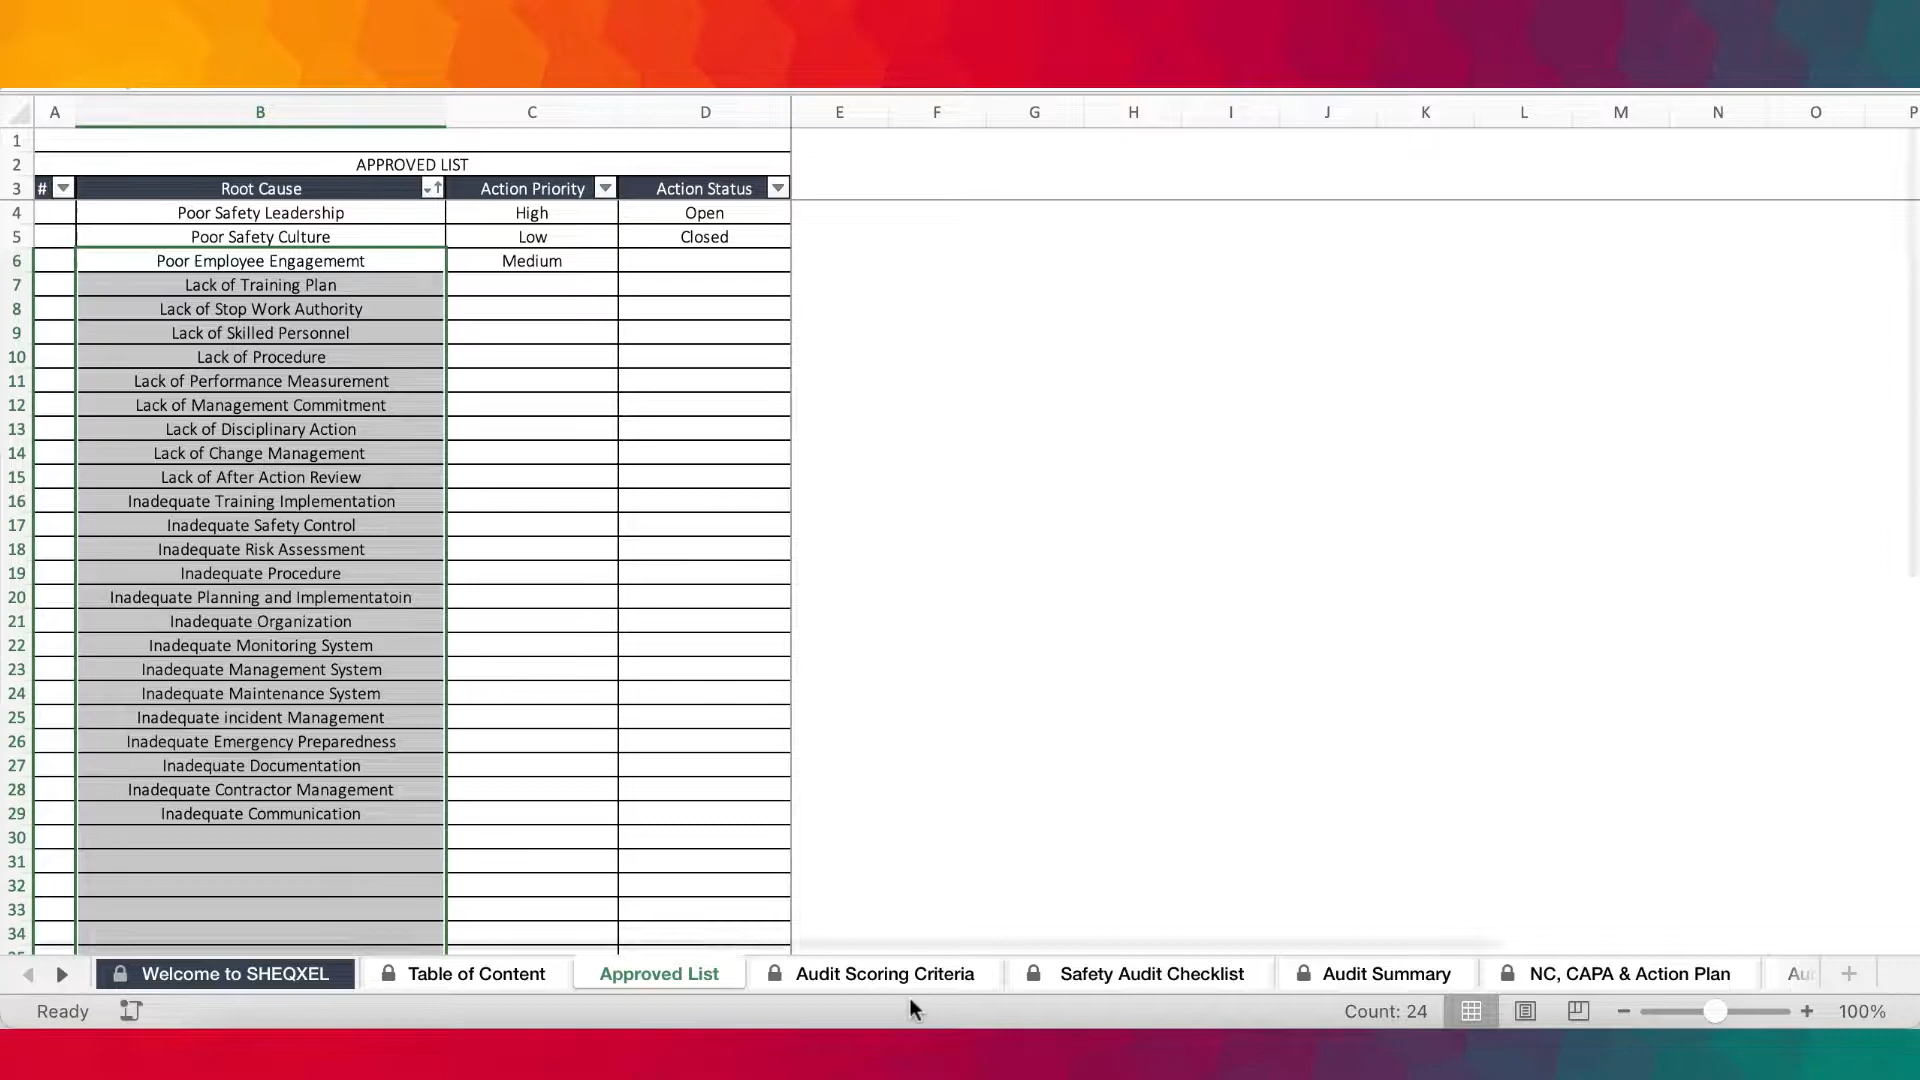 A B C D E F G H I J K L M N O P
1
2 APPROVED LIST
3 # Root Cause Action Priority Action Status
4 Poor Safety Leadership High Open
5 Poor Safety Culture Low Closed
6 Poor Employee Engagememt Medium
7 Lack of Training Plan
8 Lack of Stop Work Authority
9 Lack of Skilled Personnel
10 Lack of Procedure
11 Lack of Performance Measurement
12 Lack of Management Commitment
13 Lack of Disciplinary Action
14 Lack of Change Management
15 Lack of After Action Review
16 Inadequate Training Implementation
17 Inadequate Safety Control
18 Inadequate Risk Assessment
19 Inadequate Procedure
20 Inadequate Planning and Implementatoin
21 Inadequate Organization
22 Inadequate Monitoring System
23 Inadequate Management System
24 Inadequate Maintenance System
25 Inadequate incident Management
26 Inadequate Emergency Preparedness
27 Inadequate Documentation
28 Inadequate Contractor Management
29 Inadequate Communication
30
31
32
33
34
Welcome to SHEQXEL Table of Content Approved List Audit Scoring Criteria Safety Audit Checklist Audit Summary NC, CAPA & Action Plan
Ready Count: 24 100%